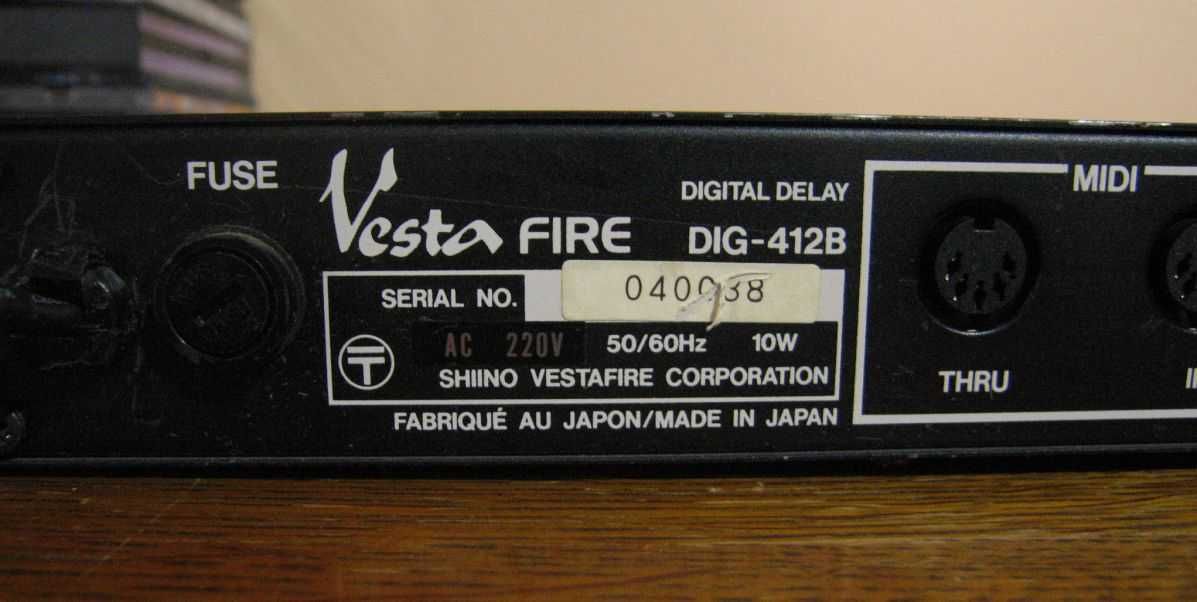 FUSE
Vesta FIRE
DIGITAL DELAY
DIG-412B
SERIAL NO.
AC 220V 50/60Hz 10W
SHIINO VESTAFIRE CORPORATION
FABRIQUÉ AU JAPON/MADE IN JAPAN
MIDI
THRU